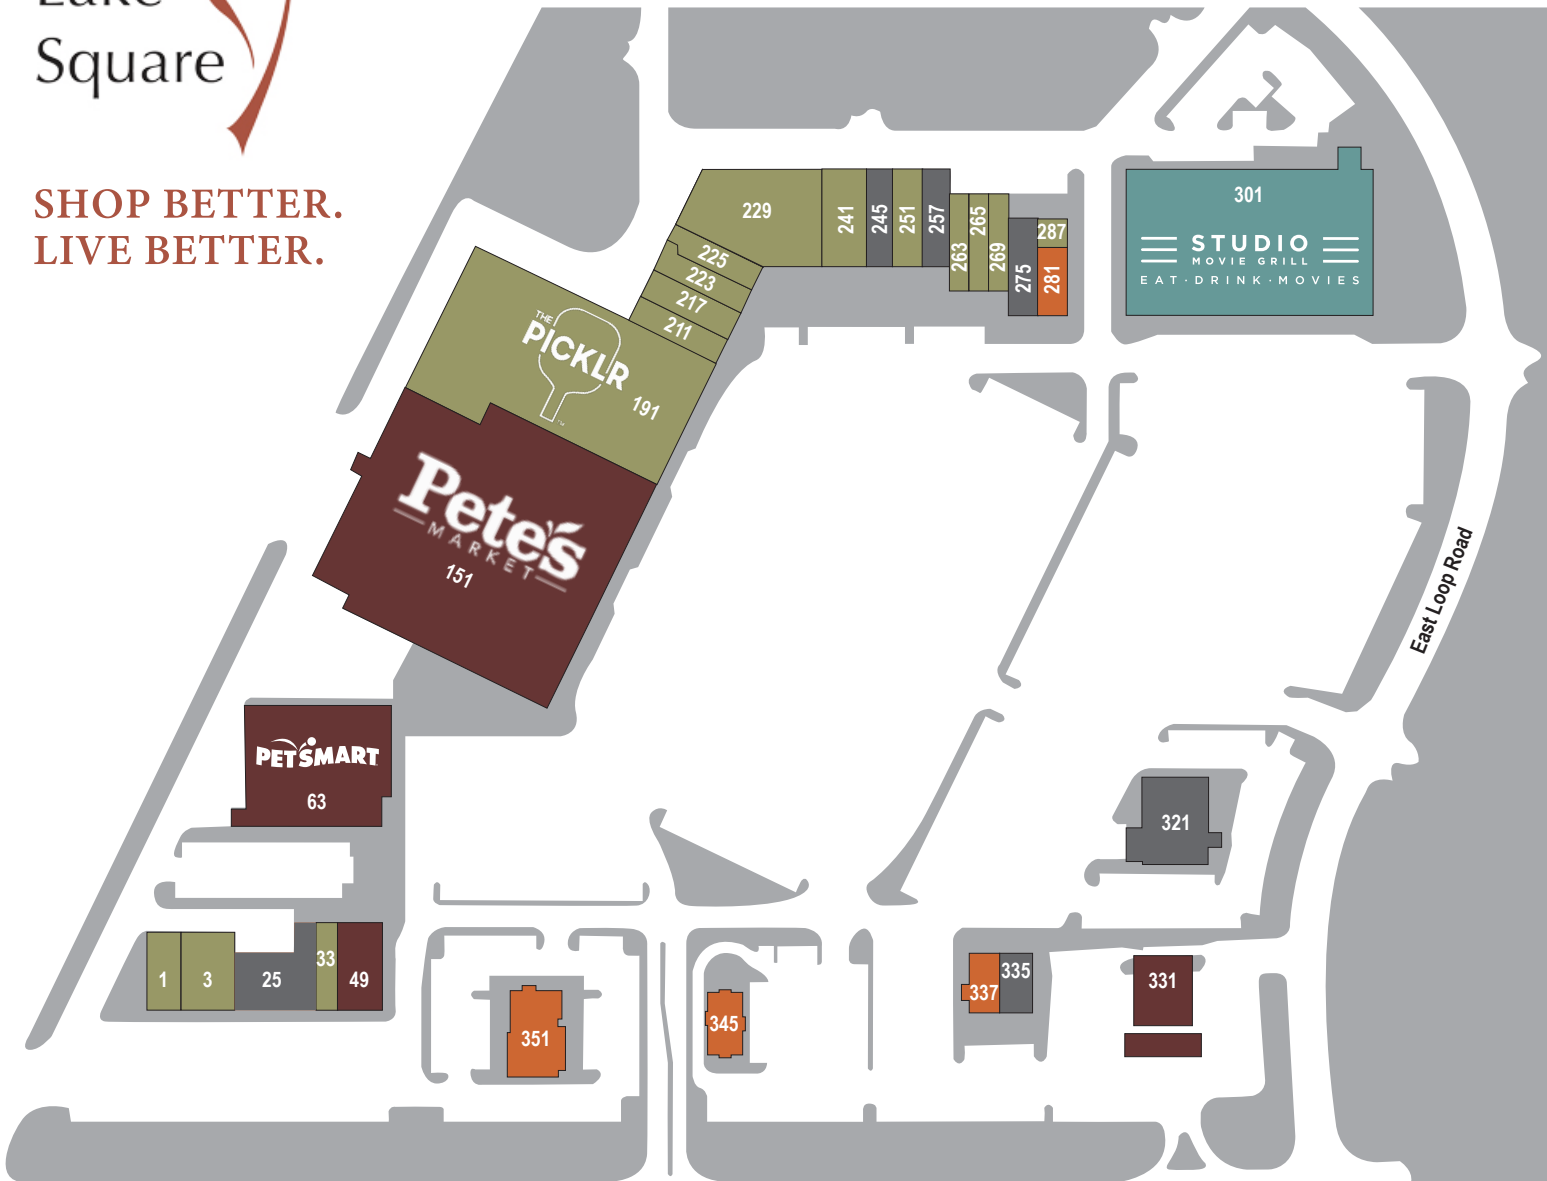 Square
SHOP BETTER.
LIVE BETTER.
229
241
245
251
257
263
265
269
275
287
281
301
STUDIO
MOVIE GRILL
EAT·DRINK·MOVIES
225
223
217
211
THE
PICKLR
™
191
Pete's
MARKET
151
East Loop Road
PETSMART
63
321
1
3
25
33
49
351
345
337
335
331